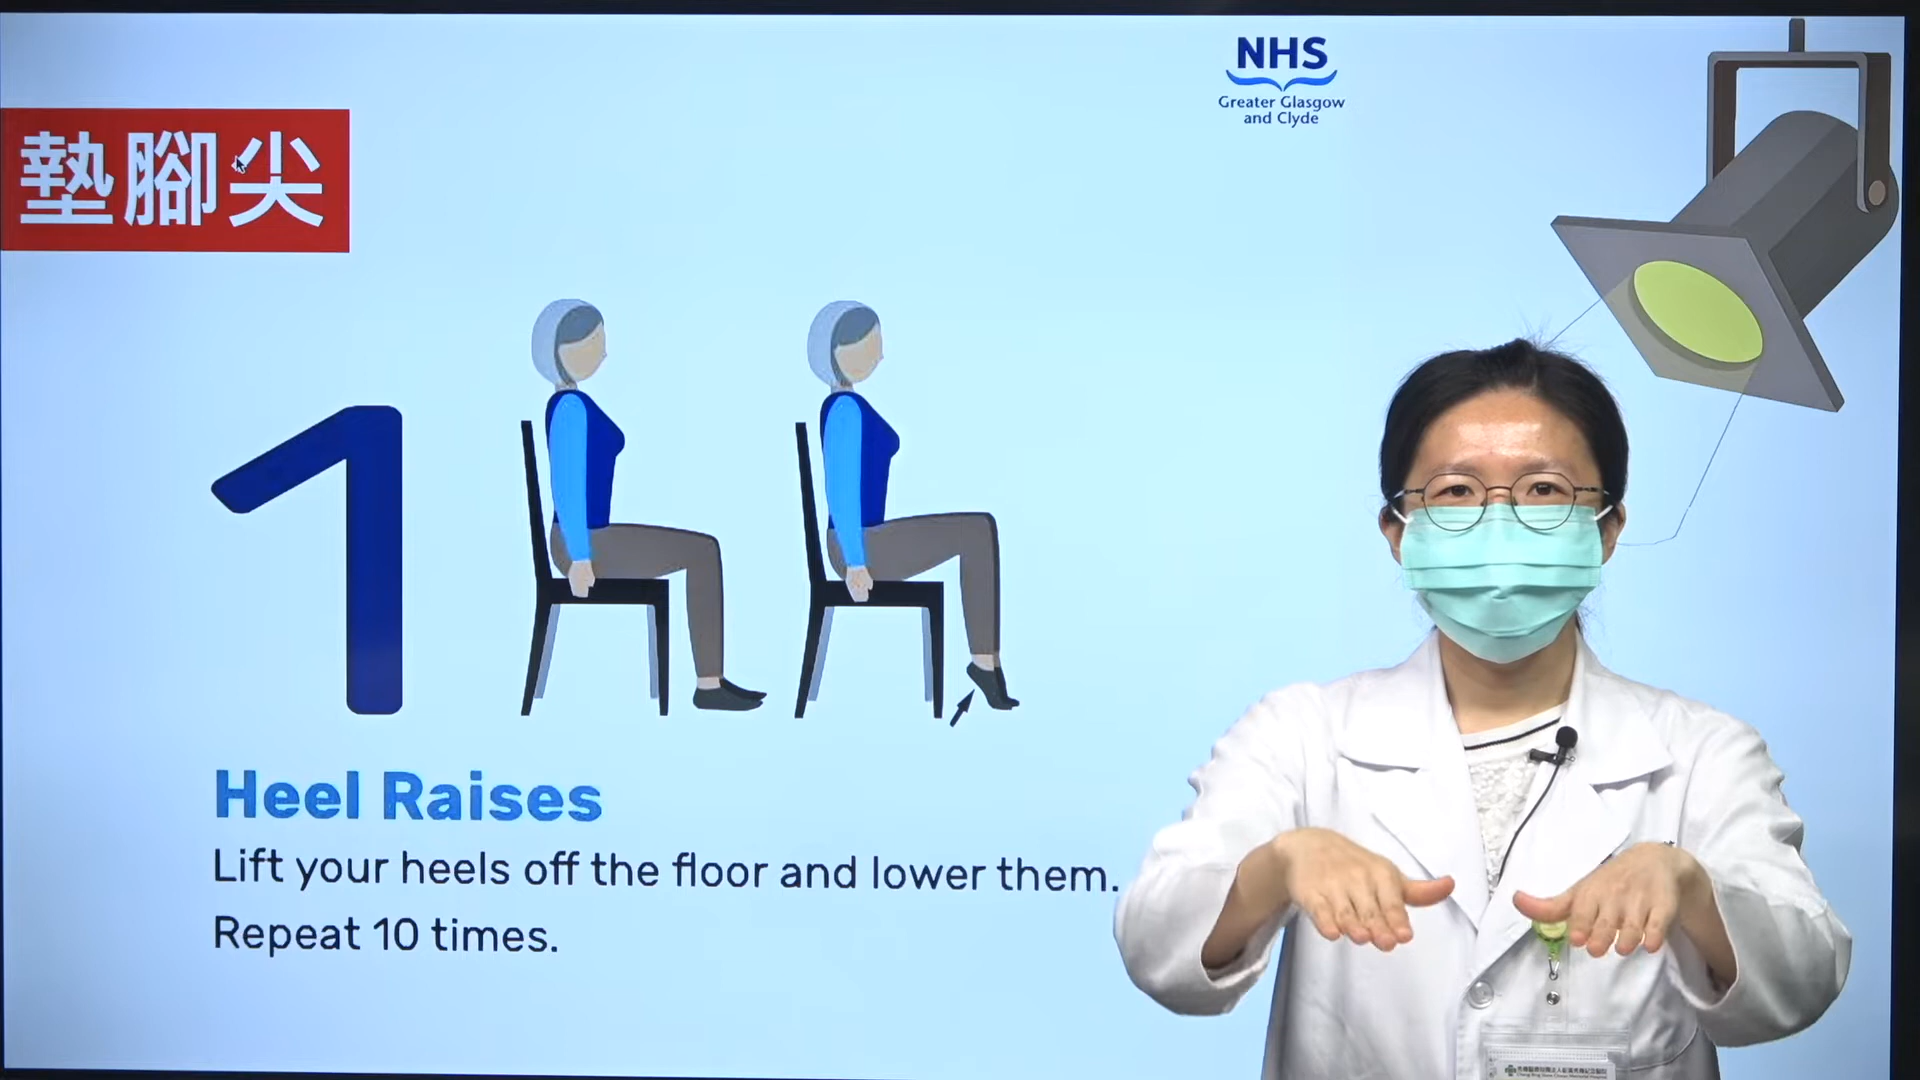 NHS
Greater Glasgow
and Clyde
墊腳尖
1
Heel Raises
Lift your heels off the floor and lower them.
Repeat 10 times.